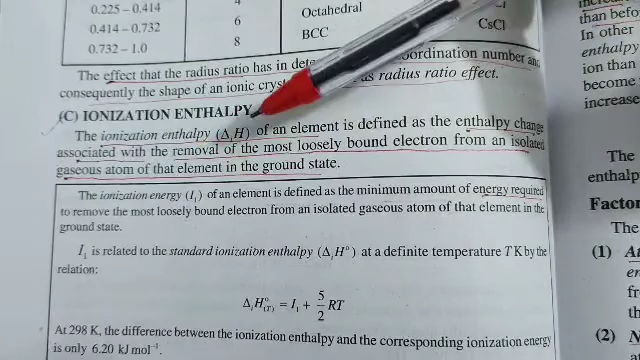 0.225 – 0.414
0.414 – 0.732 6 Octahedral
0.732 – 1.0 8 BCC CsCl
The effect that the radius ratio has in coordination number and
consequently the shape of an ionic as radius ratio effect.
(C) IONIZATION ENTHALPY
The ionization enthalpy (ΔᵢH) of an element is defined as the enthalpy change
associated with the removal of the most loosely bound electron from an isolated
gaseous atom of that element in the ground state.
The ionization energy (I₁) of an element is defined as the minimum amount of energy required
to remove the most loosely bound electron from an isolated gaseous atom of that element in the
ground state.
I₁ is related to the standard ionization enthalpy (ΔᵢH°) at a definite temperature T K by the
relation:
ΔᵢH°₍T₎ = I₁ + 5/2 RT
At 298 K, the difference between the ionization enthalpy and the corresponding ionization energy
is only 6.20 kJ mol⁻¹.
than
In other
enthalpy
ion than
become
increase
The
enthalpy
Factor
The
(1)
(2)